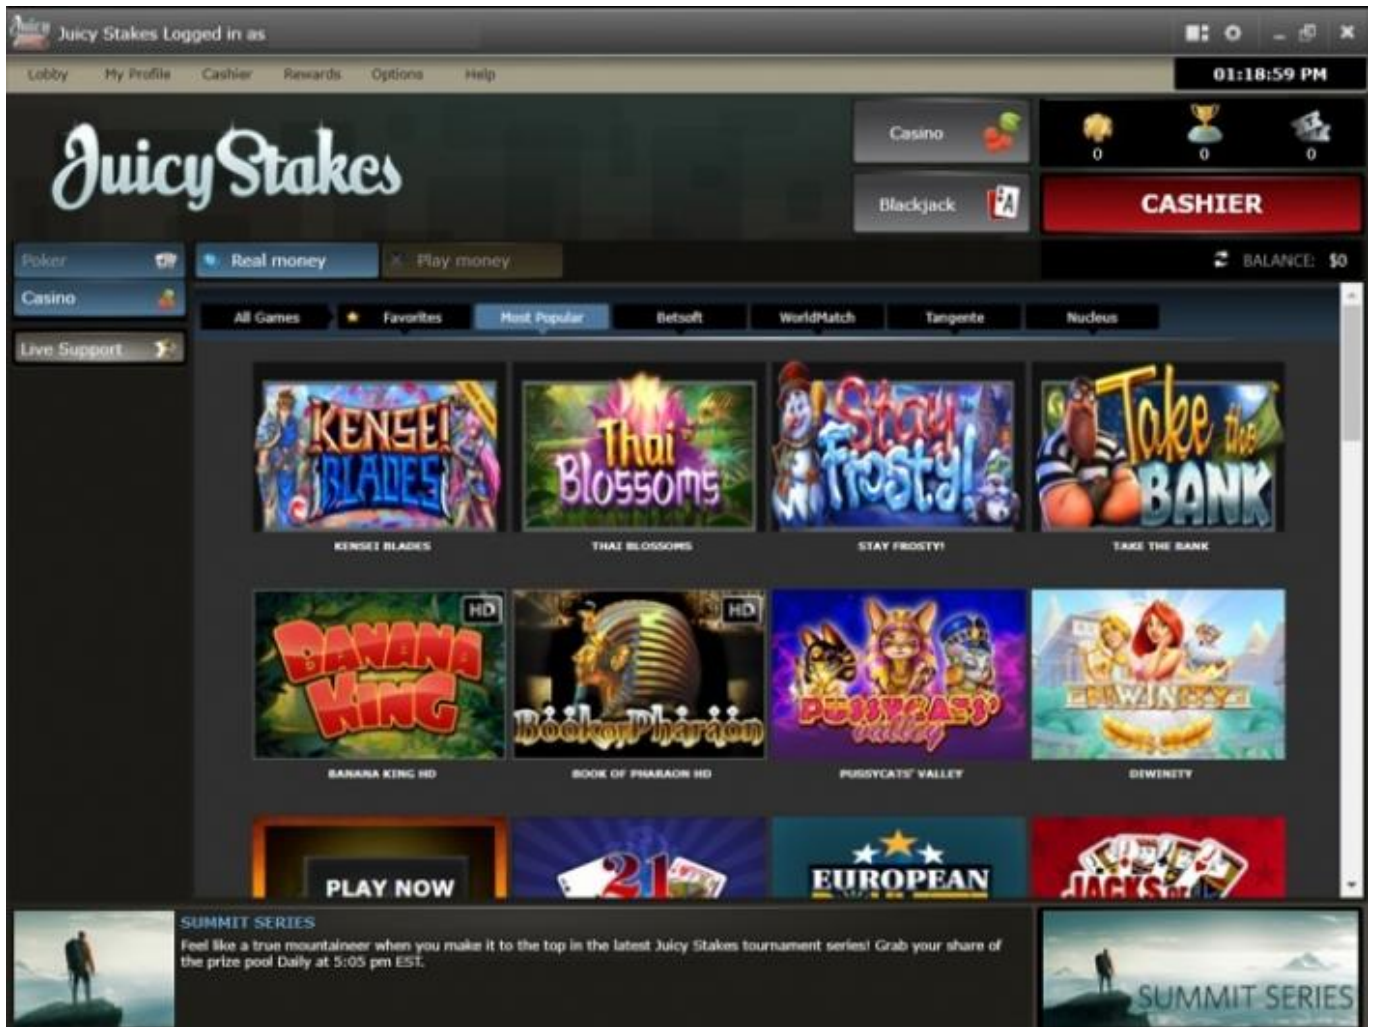 Juicy Stakes Logged in as
Lobby My Profile Cashier Rewards Options Help
01:18:59 PM
Juicy Stakes
Casino
0 0 0
Blackjack
CASHIER
Poker
Real money
Play money
BALANCE: $0
Casino
All Games Favorites Most Popular Betsoft WorldMatch Tangente Nucleus
Live Support
KENSEI BLADES
Thai Blossoms
Stay Frosty!
Take the BANK
KENSEI BLADES
THAI BLOSSOMS
STAY FROSTY!
TAKE THE BANK
BANANA KING HD
Book of Pharaon HD
PUSSYCATS' valley
DIWINITY
BANANA KING HD
BOOK OF PHARAON HD
PUSSYCATS' VALLEY
DIWINITY
PLAY NOW
21
EUROPEAN
JACKS or
SUMMIT SERIES
Feel like a true mountaineer when you make it to the top in the latest Juicy Stakes tournament series! Grab your share of
the prize pool Daily at 5:05 pm EST.
SUMMIT SERIES